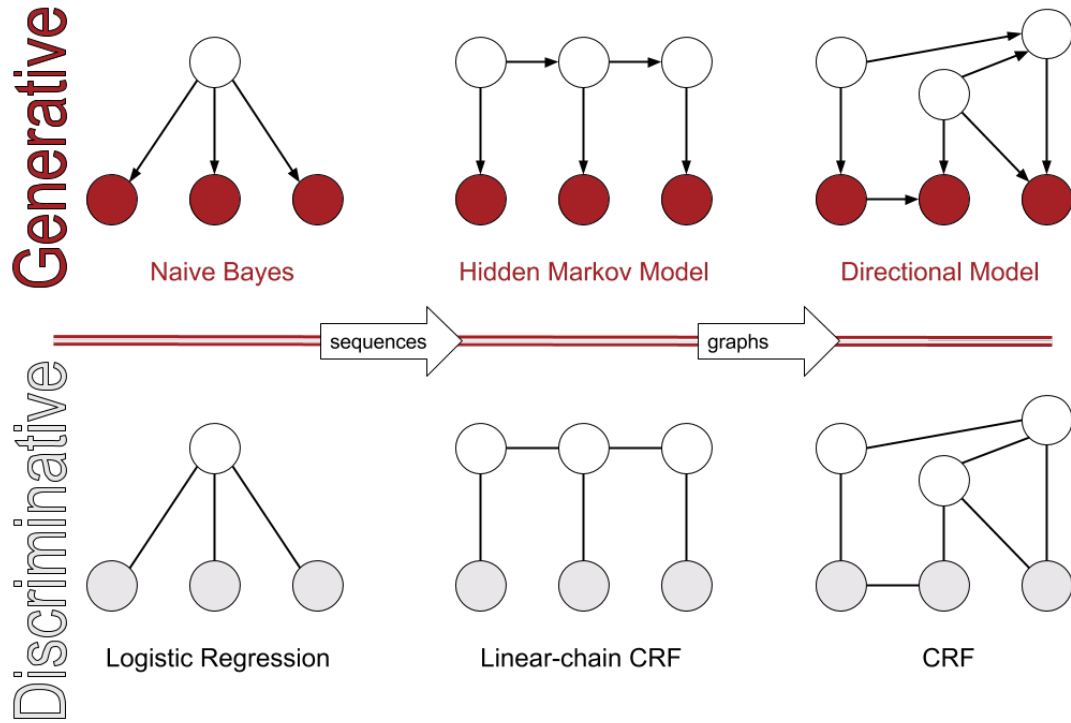 Generative
Naive Bayes
Hidden Markov Model
Directional Model
sequences
graphs
Discriminative
Logistic Regression
Linear-chain CRF
CRF